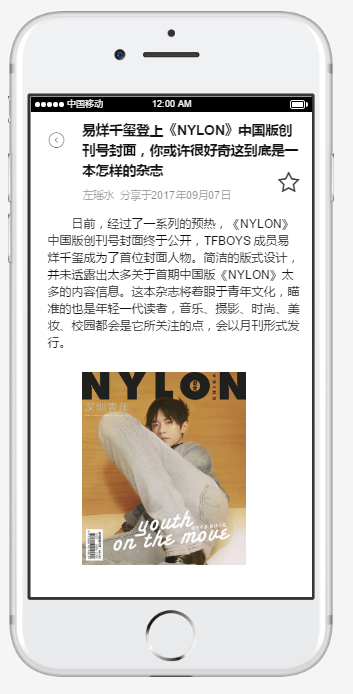 中国移动 12:00 AM
易烊千玺登上《NYLON》中国版创
刊号封面，你或许很好奇这到底是一
本怎样的杂志
左瑶水 分享于2017年09月07日
日前，经过了一系列的预热，《NYLON》
中国版创刊号封面终于公开，TFBOYS 成员易
烊千玺成为了首位封面人物。简洁的版式设计，
并未透露出太多关于首期中国版《NYLON》太
多的内容信息。这本杂志将着眼于青年文化，瞄
准的也是年轻一代读者，音乐、摄影、时尚、美
妆、校园都会是它所关注的点，会以月刊形式发
行。
NYLON
CHINA
深圳青年
youth
on the move